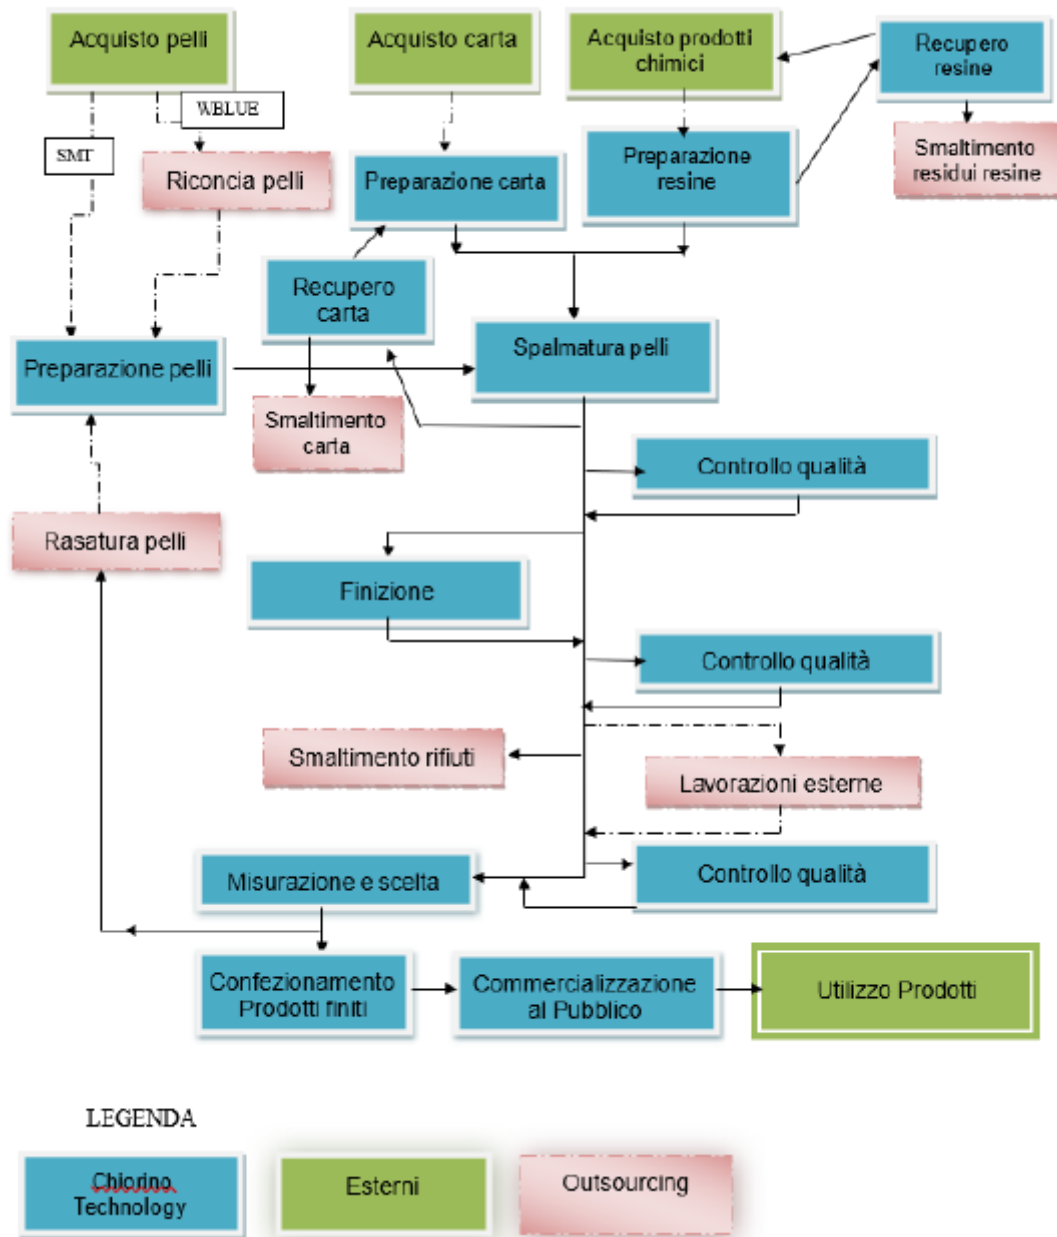 Acquisto pelli
Acquisto carta
Acquisto prodotti
chimici
Recupero
resine
WBLUE
SMT
Riconcia pelli
Preparazione carta
Preparazione
resine
Smaltimento
residui resine
Recupero
carta
Preparazione pelli
Spalmatura pelli
Smaltimento
carta
Controllo qualità
Rasatura pelli
Finizione
Controllo qualità
Smaltimento rifiuti
Lavorazioni esterne
Misurazione e scelta
Controllo qualità
Confezionamento
Prodotti finiti
Commercializzazione
al Pubblico
Utilizzo Prodotti
LEGENDA
Chiorino
Technology
Esterni
Outsourcing